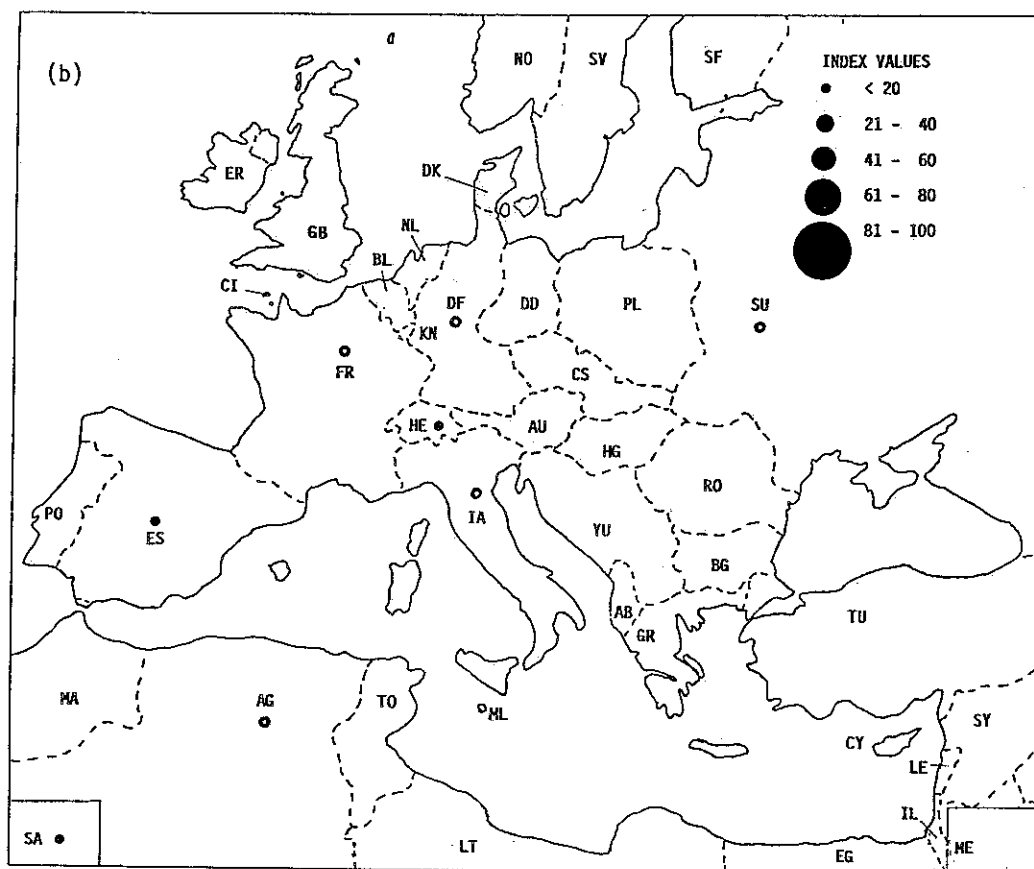 (b)
NO
SV
SF
INDEX VALUES
< 20
21 - 40
41 - 60
61 - 80
81 - 100
ER
DK
GB
NL
BL
CI
DF
DD
PL
SU
KN
FR
CS
HE
AU
HG
RO
PO
ES
IA
YU
BG
AB
GR
TU
MA
AG
TO
ML
CY
SY
LE
IL
SA
LT
EG
ME